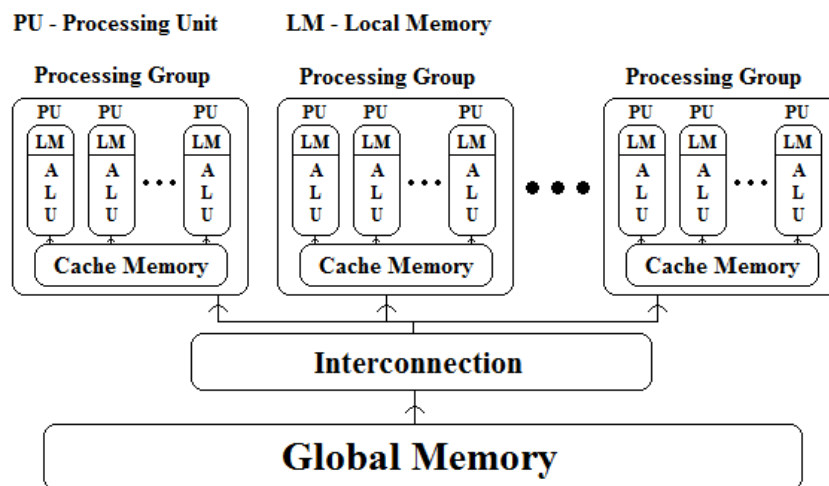 PU - Processing Unit LM - Local Memory
Processing Group Processing Group Processing Group
PU PU PU PU PU PU PU PU PU
LM LM LM LM LM LM LM LM LM
A A A A A A A A A
L L ••• L L L ••• L ••• L L ••• L
U U U U U U U U U
Cache Memory Cache Memory Cache Memory
Interconnection
Global Memory